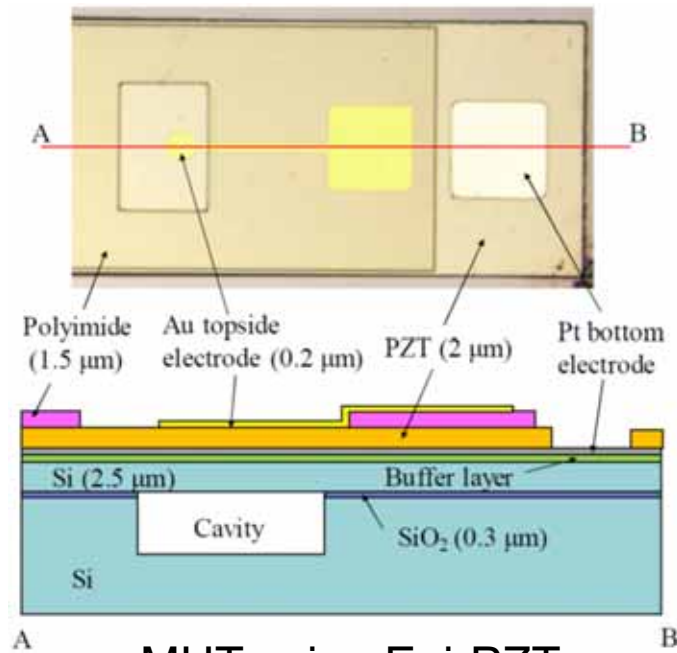 A
B
Polyimide
(1.5 μm)
Au topside
electrode (0.2 μm)
PZT (2 μm)
Pt bottom
electrode
Si (2.5 μm)
Buffer layer
Cavity
SiO₂ (0.3 μm)
Si
A
B